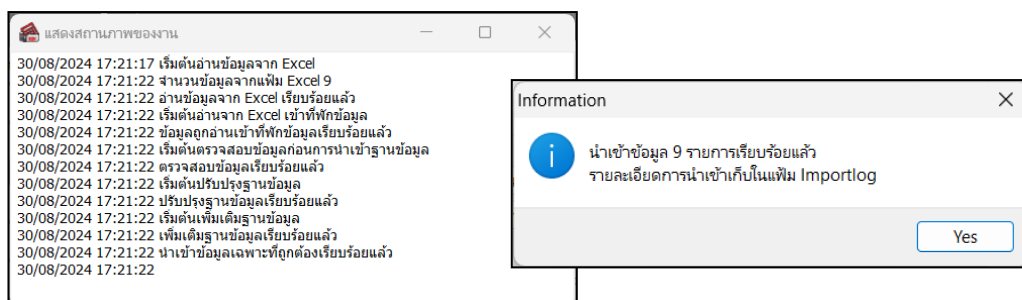 แสดงสถานภาพของงาน
30/08/2024 17:21:17 เริ่มต้นอ่านข้อมูลจาก Excel
30/08/2024 17:21:22 จำนวนข้อมูลจากแฟ้ม Excel 9
30/08/2024 17:21:22 อ่านข้อมูลจาก Excel เรียบร้อยแล้ว
30/08/2024 17:21:22 เริ่มต้นอ่านจาก Excel เข้าที่พักข้อมูล
30/08/2024 17:21:22 ข้อมูลถูกอ่านเข้าที่พักข้อมูลเรียบร้อยแล้ว
30/08/2024 17:21:22 เริ่มต้นตรวจสอบข้อมูลก่อนการนำเข้าฐานข้อมูล
30/08/2024 17:21:22 ตรวจสอบข้อมูลเรียบร้อยแล้ว
30/08/2024 17:21:22 เริ่มต้นปรับปรุงฐานข้อมูล
30/08/2024 17:21:22 ปรับปรุงฐานข้อมูลเรียบร้อยแล้ว
30/08/2024 17:21:22 เริ่มต้นเพิ่มเติมฐานข้อมูล
30/08/2024 17:21:22 เพิ่มเติมฐานข้อมูลเรียบร้อยแล้ว
30/08/2024 17:21:22 นำเข้าข้อมูลเฉพาะที่ถูกต้องเรียบร้อยแล้ว
30/08/2024 17:21:22
Information
นำเข้าข้อมูล 9 รายการเรียบร้อยแล้ว
รายละเอียดการนำเข้าเก็บในแฟ้ม Importlog
Yes